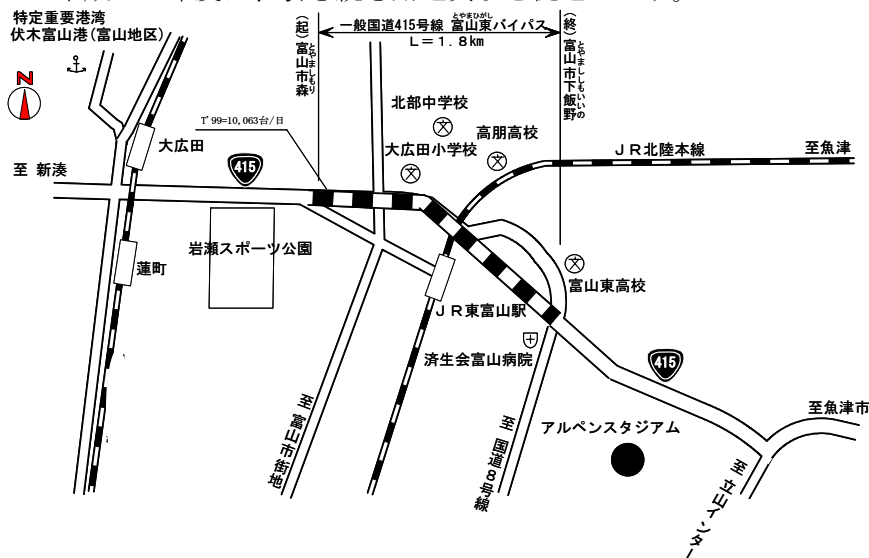 特定重要港湾
伏木富山港(富山地区)
N
(起)富山市森
とやましもり
一般国道415号線 富山東バイパス
とやまひがし
L=1.8km
(終)富山市下飯野
とやまししもいいの
T'99=10,063台/日
北部中学校
文
高朋高校
文
大広田小学校
文
大広田
JR北陸本線
至魚津
至 新湊
415
岩瀬スポーツ公園
蓮町
文
富山東高校
JR東富山駅
済生会富山病院
415
至 富山市街地
至 国道8号線
アルペンスタジアム
至魚津市
至 立山インター